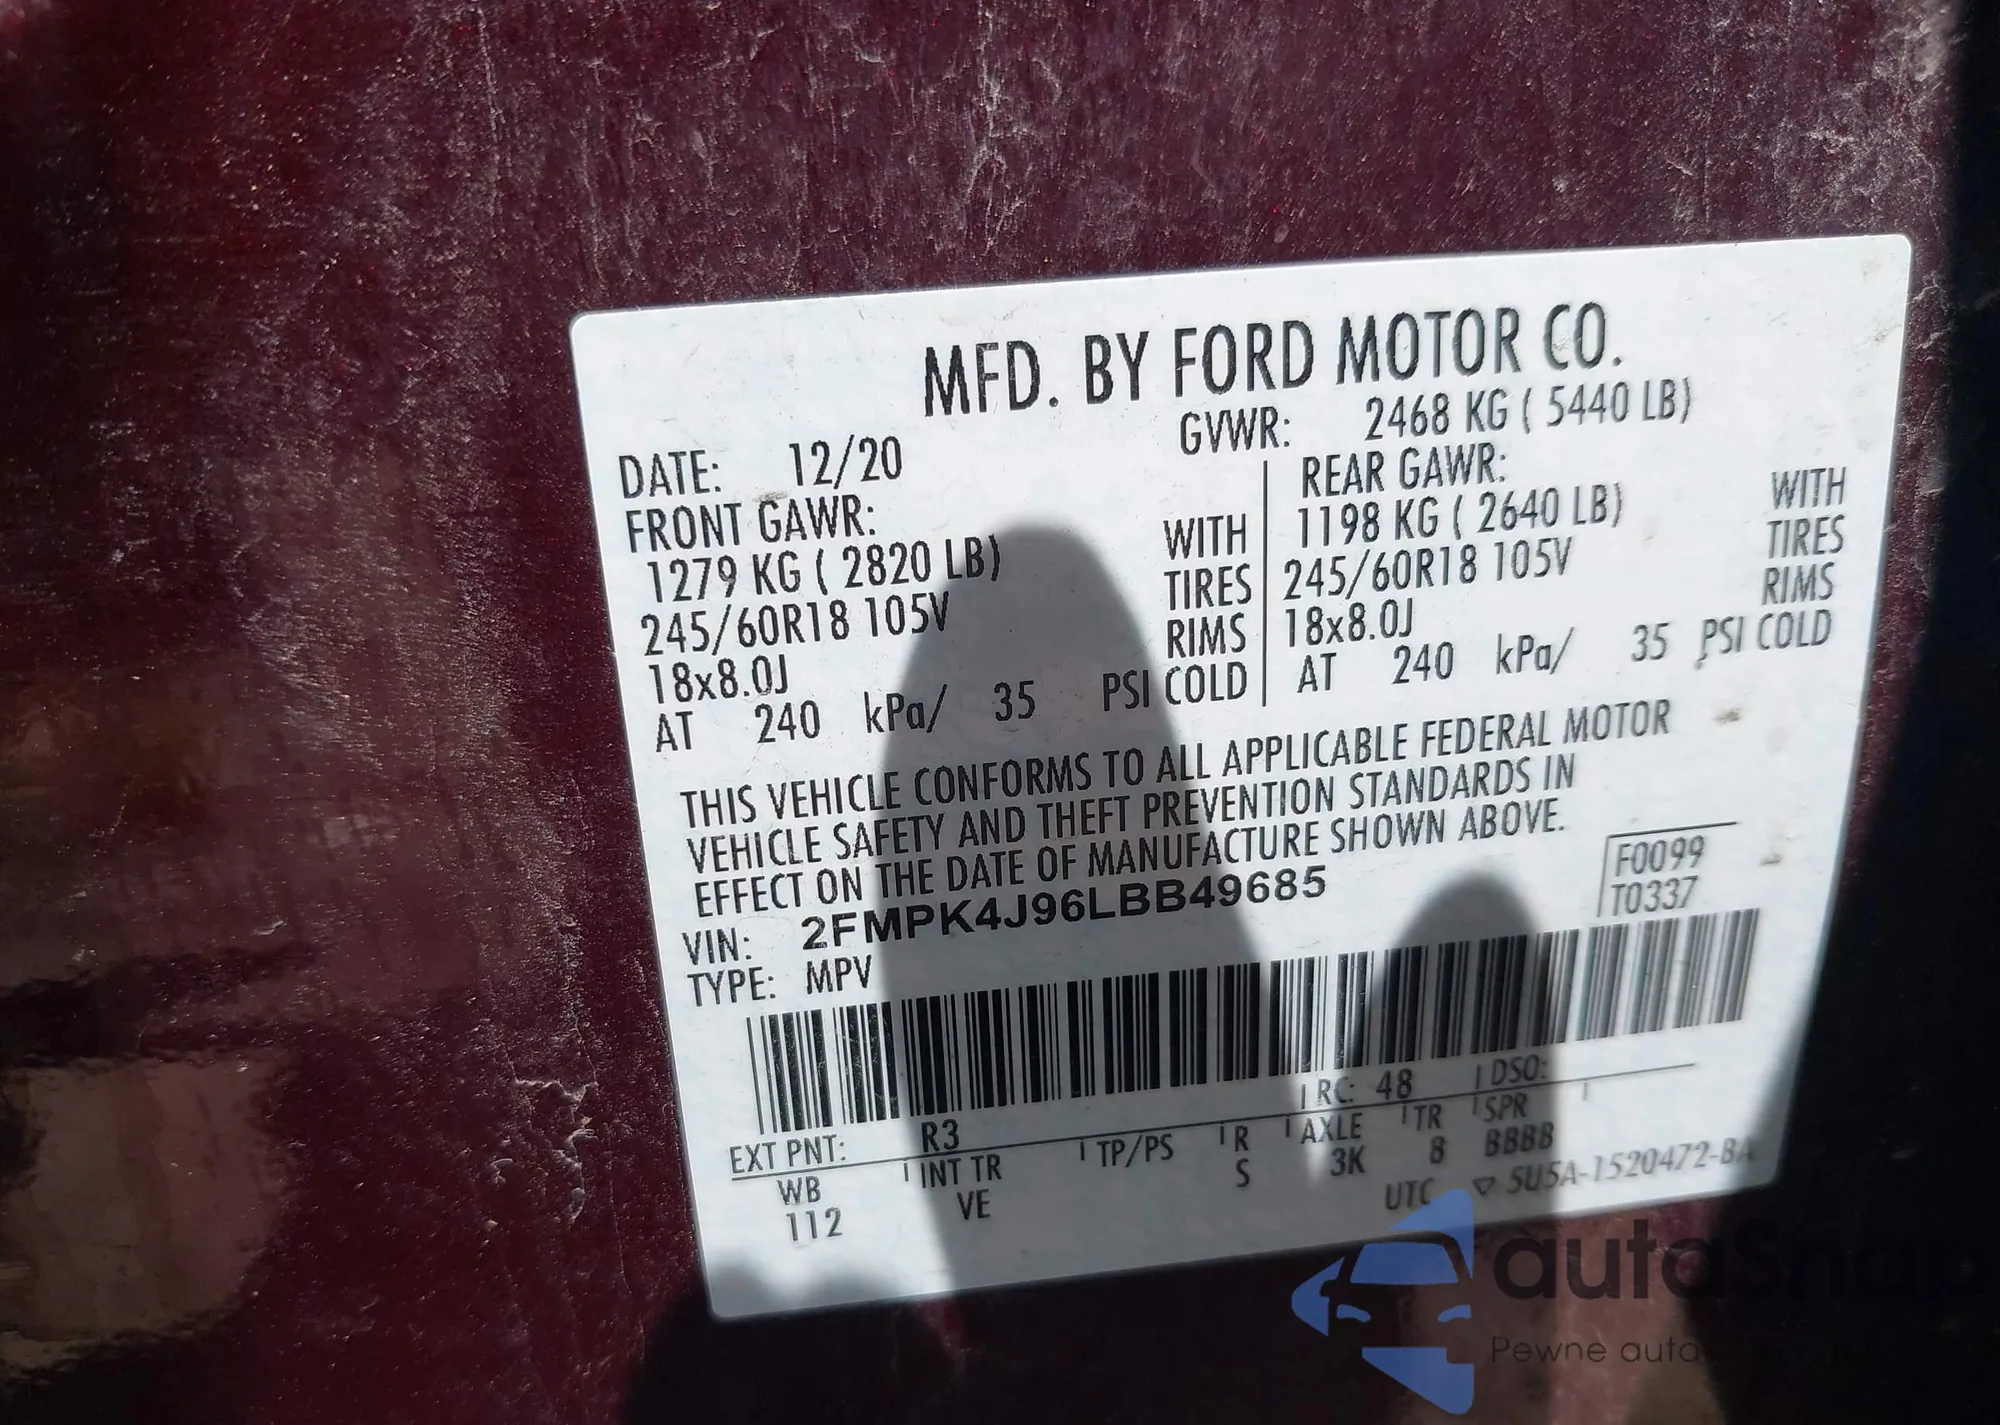 MFD. BY FORD MOTOR CO.
DATE: 12/20 GVWR: 2468 KG ( 5440 LB)
FRONT GAWR: REAR GAWR:
1279 KG ( 2820 LB) WITH 1198 KG ( 2640 LB) WITH
245/60R18 105V TIRES 245/60R18 105V TIRES
18x8.0J RIMS 18x8.0J RIMS
AT 240 kPa/ 35 PSI COLD AT 240 kPa/ 35 PSI COLD
THIS VEHICLE CONFORMS TO ALL APPLICABLE FEDERAL MOTOR
VEHICLE SAFETY AND THEFT PREVENTION STANDARDS IN
EFFECT ON THE DATE OF MANUFACTURE SHOWN ABOVE.
VIN: 2FMPK4J96LBB49685 F0099
TYPE: MPV T0337
EXT PNT: R3 RC: 48 DSO:
WB INT TR TP/PS R AXLE TR SPR
112 VE S 3K 8 BBBB
UTC ▽ 5U5A-1520472-BA
autaSnap
Pewne auta